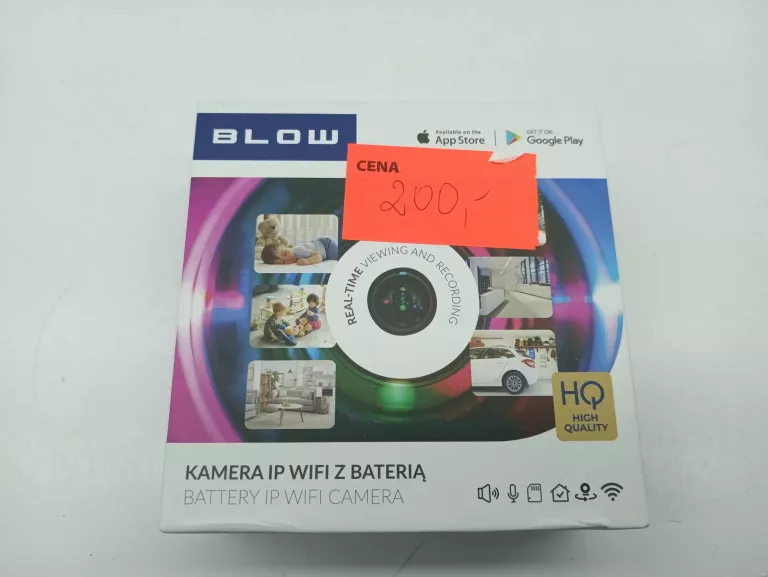 BLOW
Available on the
App Store
GET IT ON
Google Play
CENA
200,-
REAL-TIME VIEWING AND RECORDING
HQ
HIGH
QUALITY
KAMERA IP WIFI Z BATERIĄ
BATTERY IP WIFI CAMERA